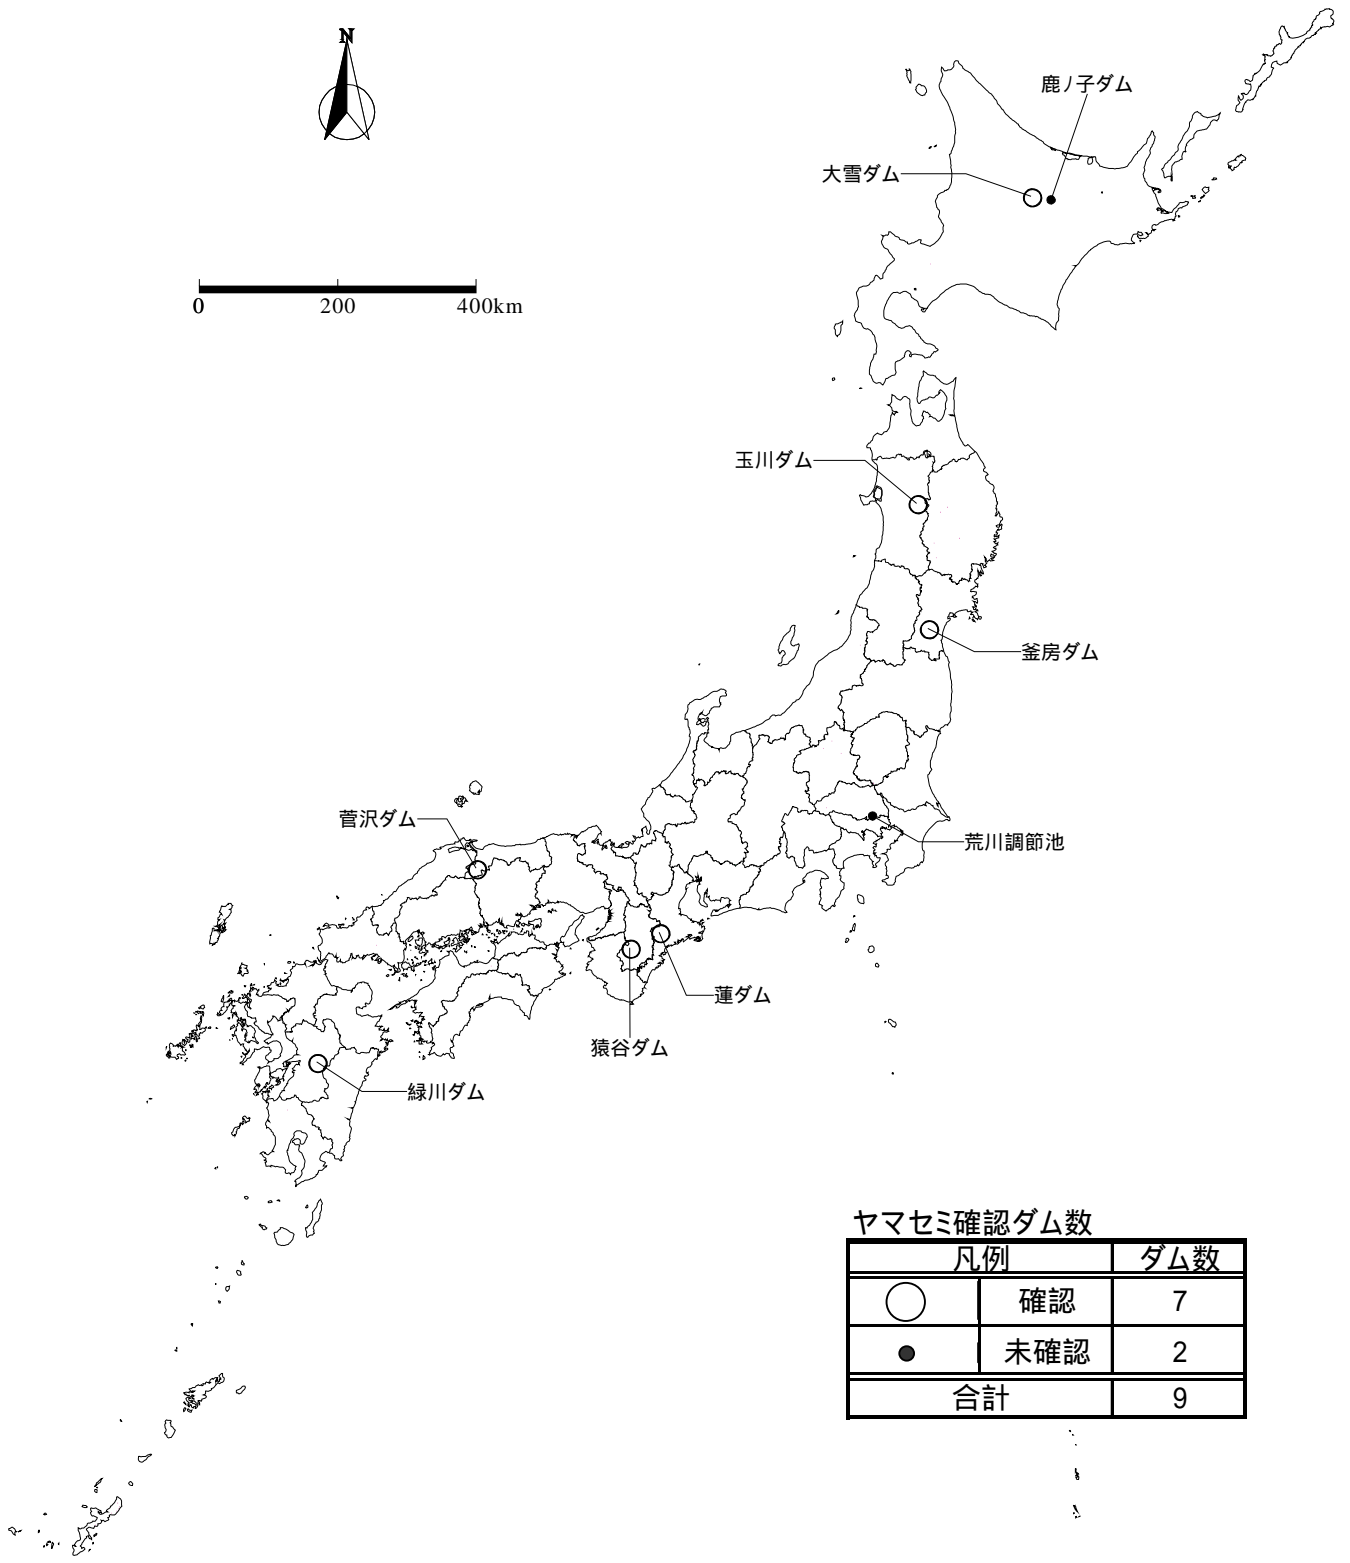 N
鹿ノ子ダム
大雪ダム
0 200 400km
玉川ダム
釜房ダム
菅沢ダム
荒川調節池
蓮ダム
猿谷ダム
緑川ダム
ヤマセミ確認ダム数
凡例 ダム数
確認 7
未確認 2
合計 9